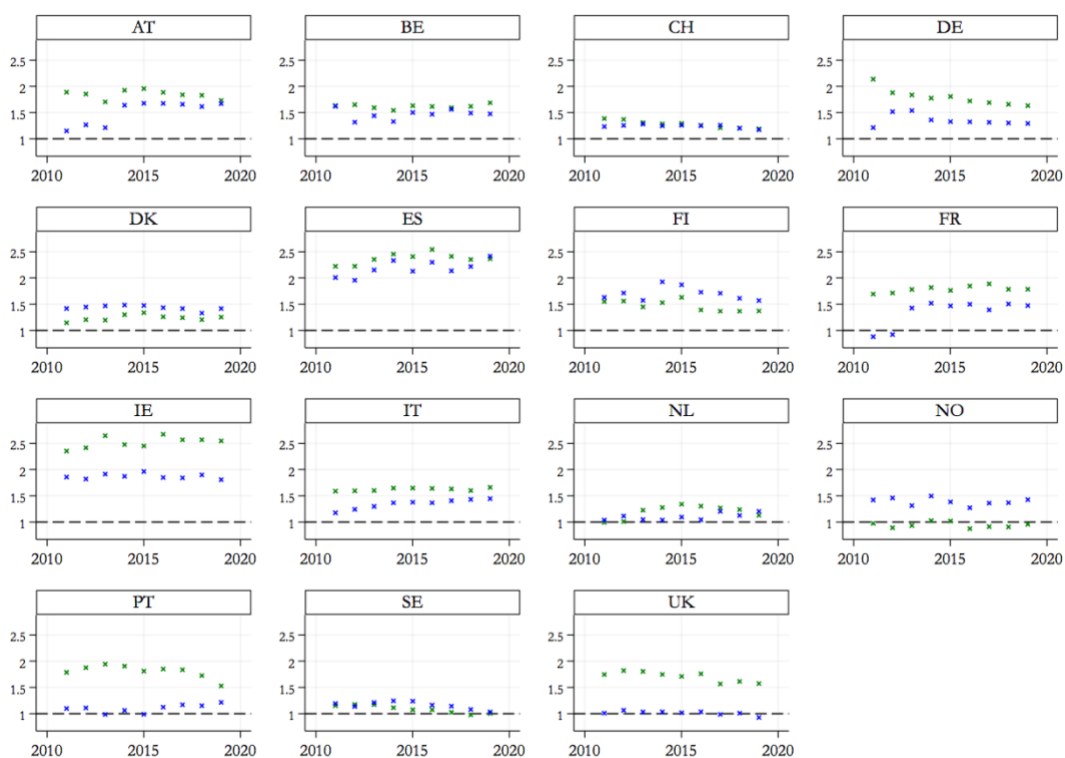 AT BE CH DE
2.5 2.5 2.5 2.5
2 2 2 2
1.5 1.5 1.5 1.5
1 1 1 1
2010 2015 2020 2010 2015 2020 2010 2015 2020 2010 2015 2020
DK ES FI FR
2.5 2.5 2.5 2.5
2 2 2 2
1.5 1.5 1.5 1.5
1 1 1 1
2010 2015 2020 2010 2015 2020 2010 2015 2020 2010 2015 2020
IE IT NL NO
2.5 2.5 2.5 2.5
2 2 2 2
1.5 1.5 1.5 1.5
1 1 1 1
2010 2015 2020 2010 2015 2020 2010 2015 2020 2010 2015 2020
PT SE UK
2.5 2.5 2.5
2 2 2
1.5 1.5 1.5
1 1 1
2010 2015 2020 2010 2015 2020 2010 2015 2020